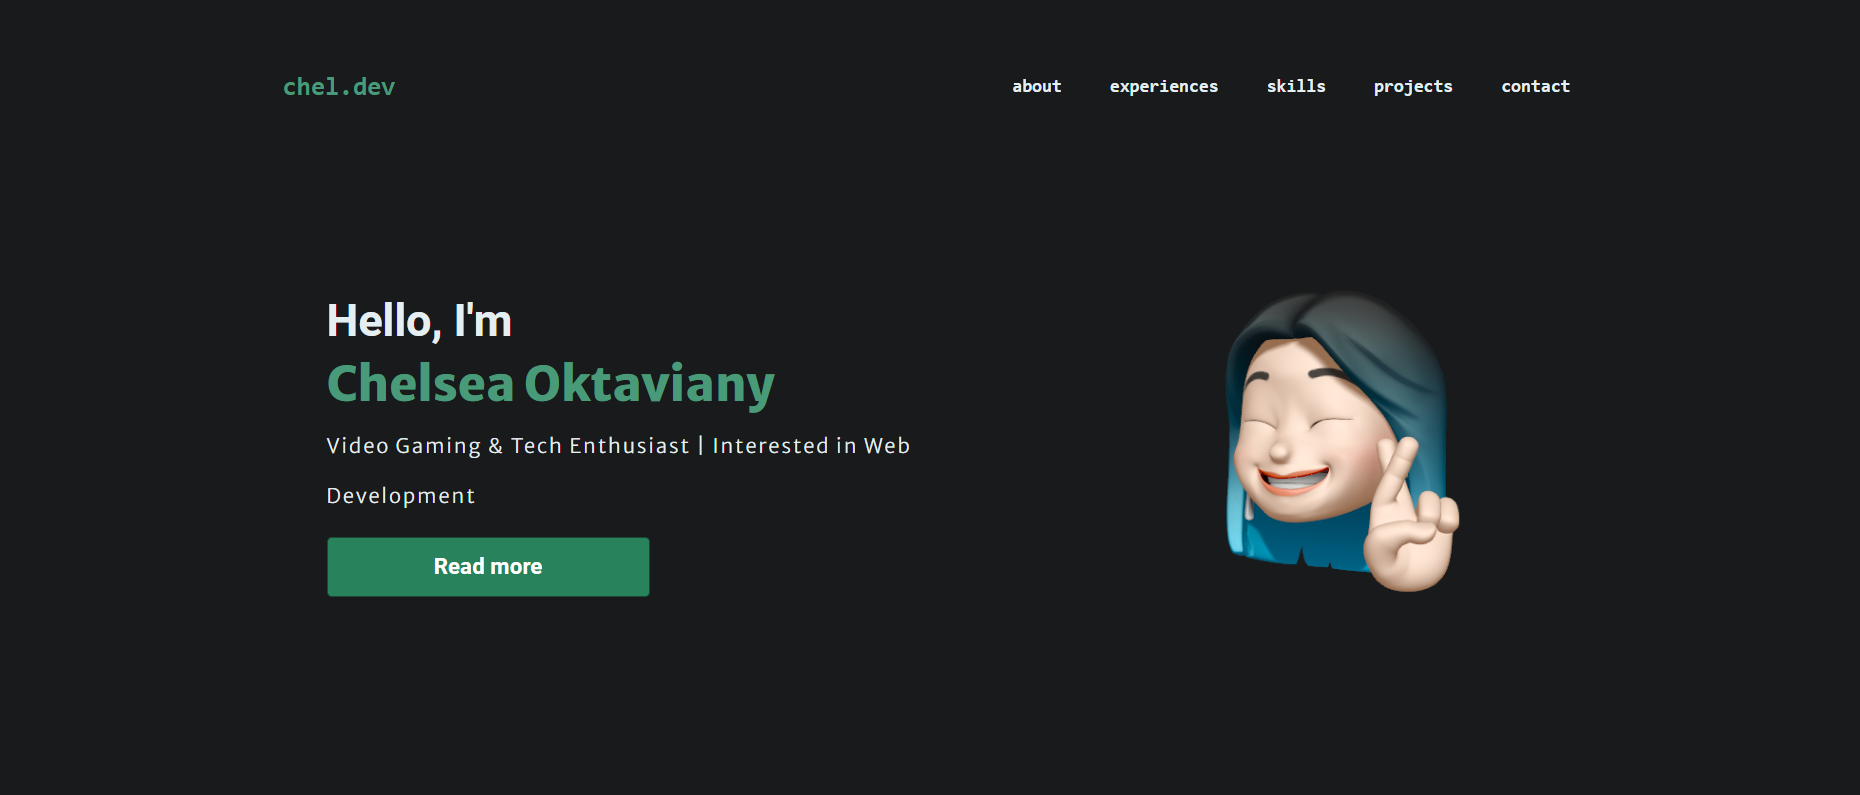 chel.dev
about experiences skills projects contact
Hello, I'm
Chelsea Oktaviany
Video Gaming & Tech Enthusiast | Interested in Web
Development
Read more